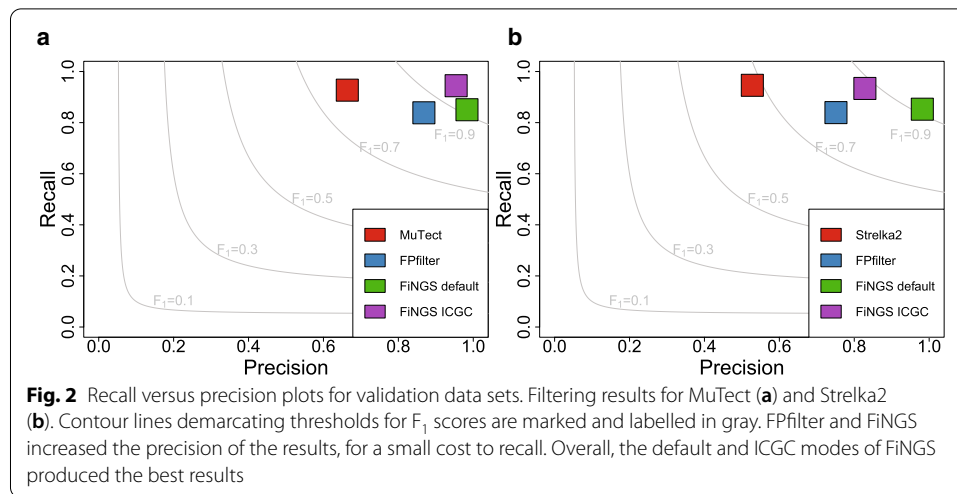 a
b
1.0
0.8
0.6
0.4
0.2
0.0
Recall
F1=0.9
F1=0.7
F1=0.5
F1=0.3
F1=0.1
MuTect
FPfilter
FiNGS default
FiNGS ICGC
0.0 0.2 0.4 0.6 0.8 1.0
Precision
1.0
0.8
0.6
0.4
0.2
0.0
Recall
F1=0.9
F1=0.7
F1=0.5
F1=0.3
F1=0.1
Strelka2
FPfilter
FiNGS default
FiNGS ICGC
0.0 0.2 0.4 0.6 0.8 1.0
Precision
Fig. 2 Recall versus precision plots for validation data sets. Filtering results for MuTect (a) and Strelka2
(b). Contour lines demarcating thresholds for F1 scores are marked and labelled in gray. FPfilter and FiNGS
increased the precision of the results, for a small cost to recall. Overall, the default and ICGC modes of FiNGS
produced the best results